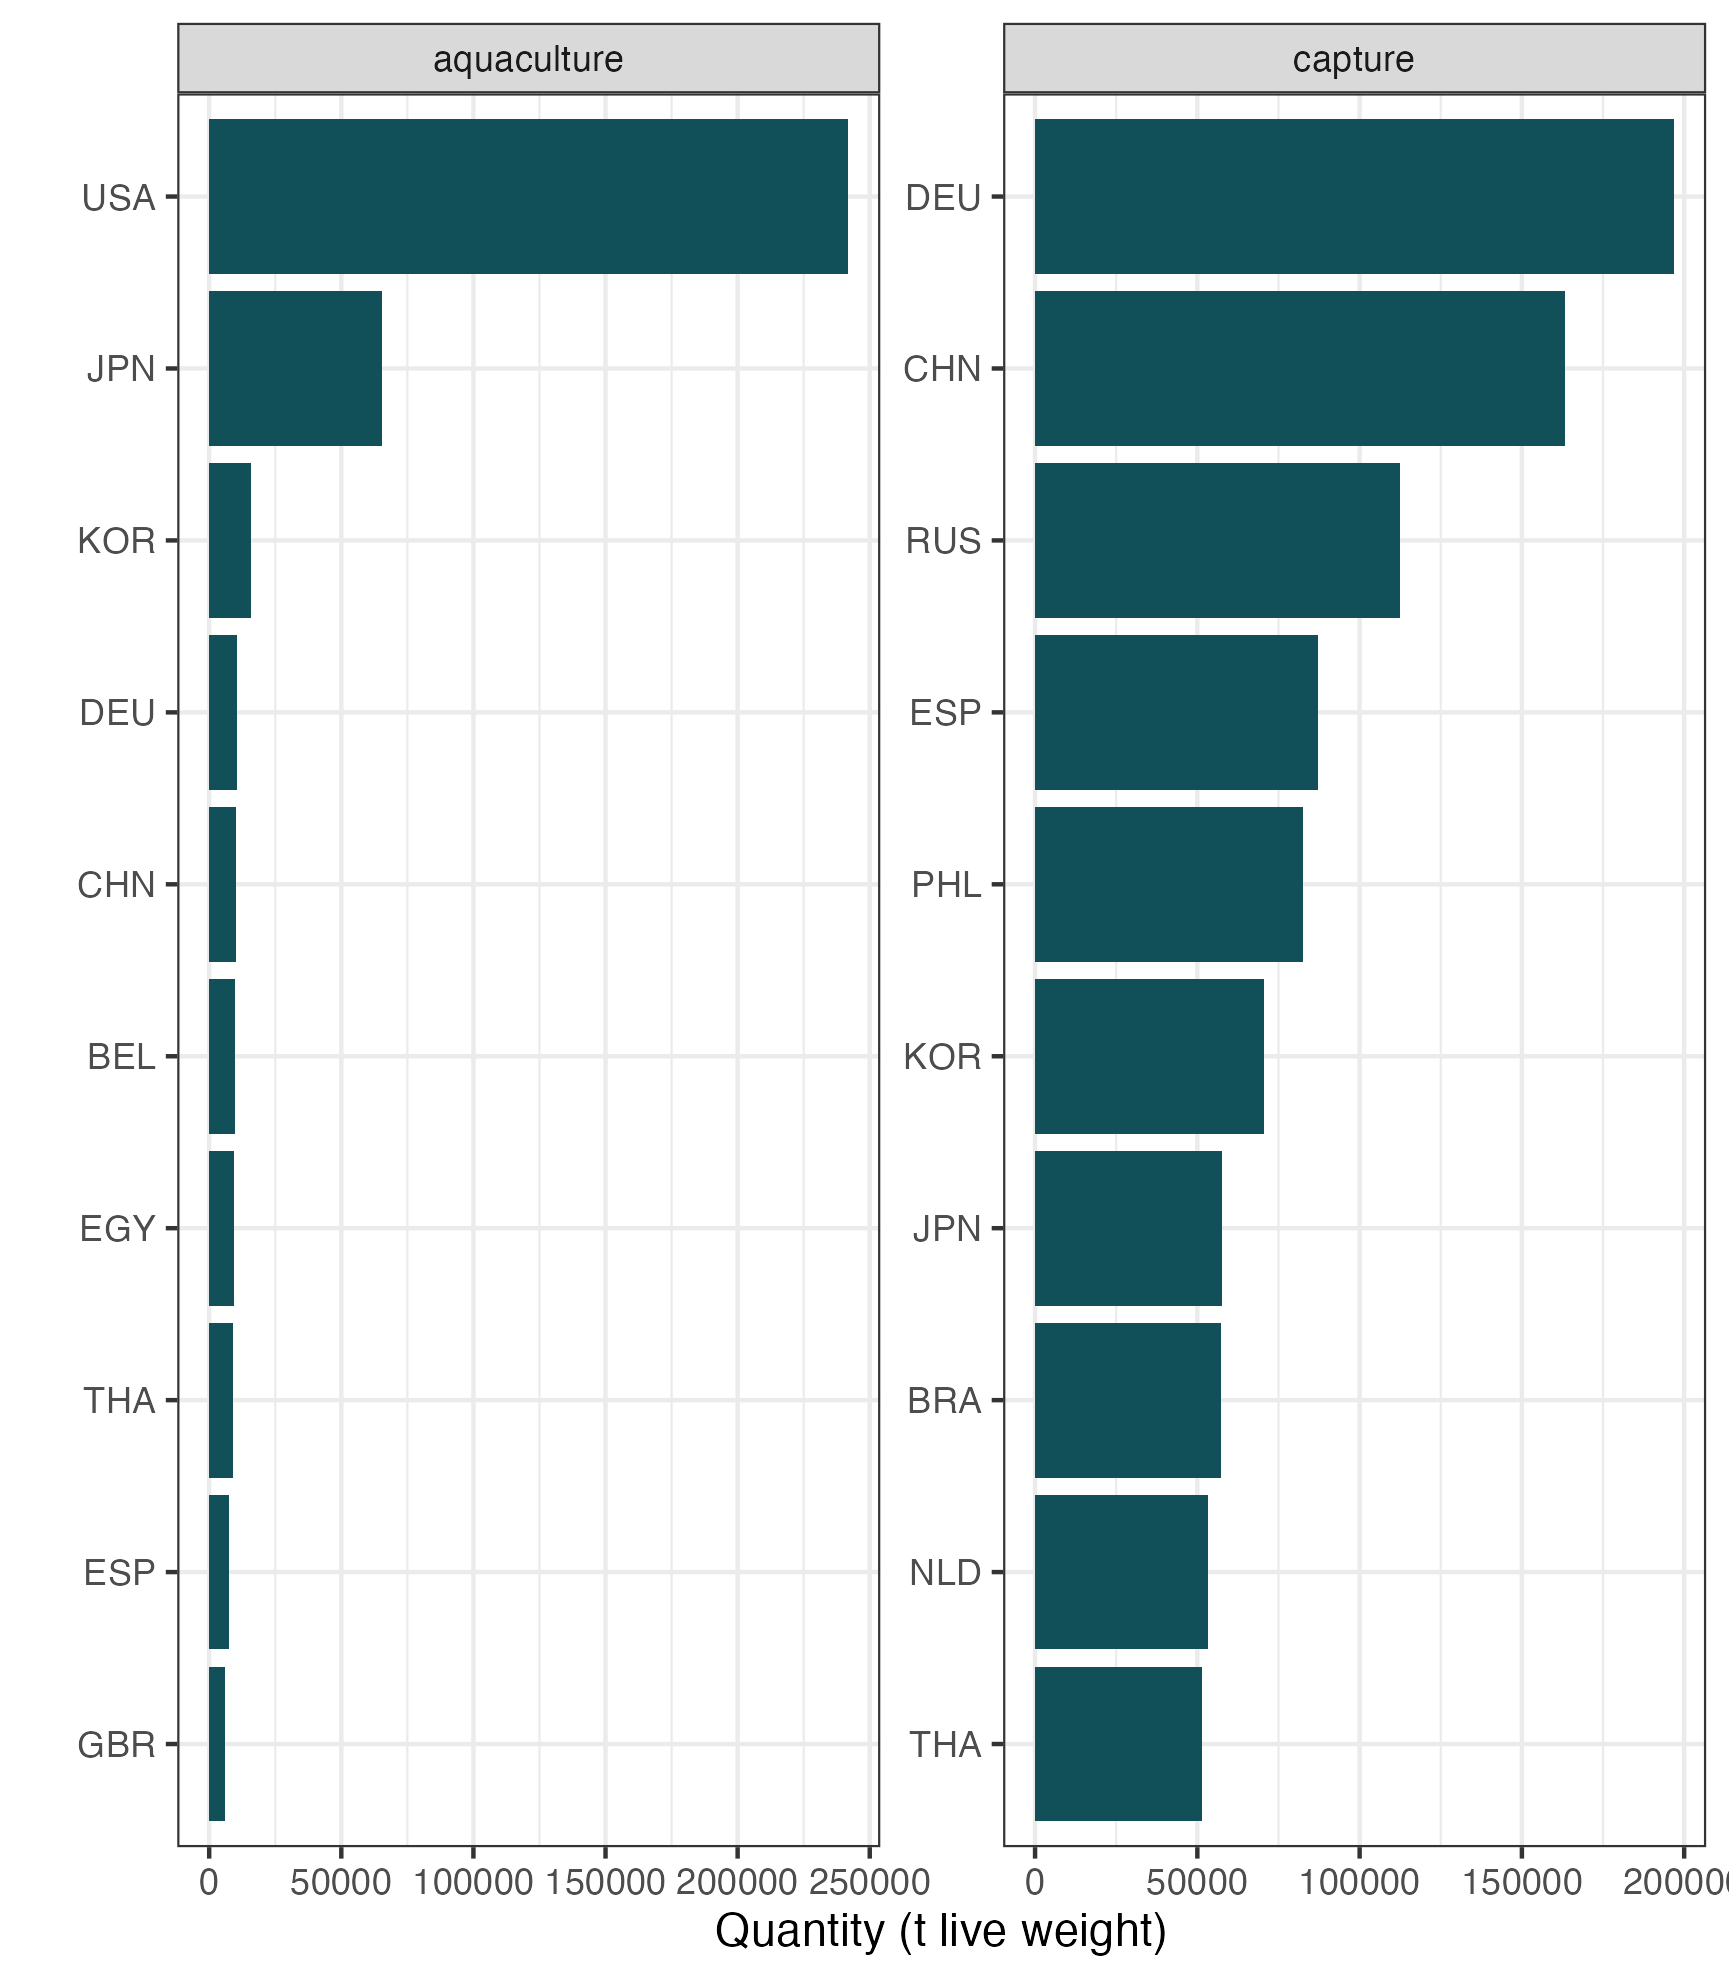 aquaculture
capture
USA
JPN
KOR
DEU
CHN
BEL
EGY
THA
ESP
GBR
DEU
CHN
RUS
ESP
PHL
KOR
JPN
BRA
NLD
THA
0 50000 100000 150000 200000 250000
0 50000 100000 150000 20000
Quantity (t live weight)